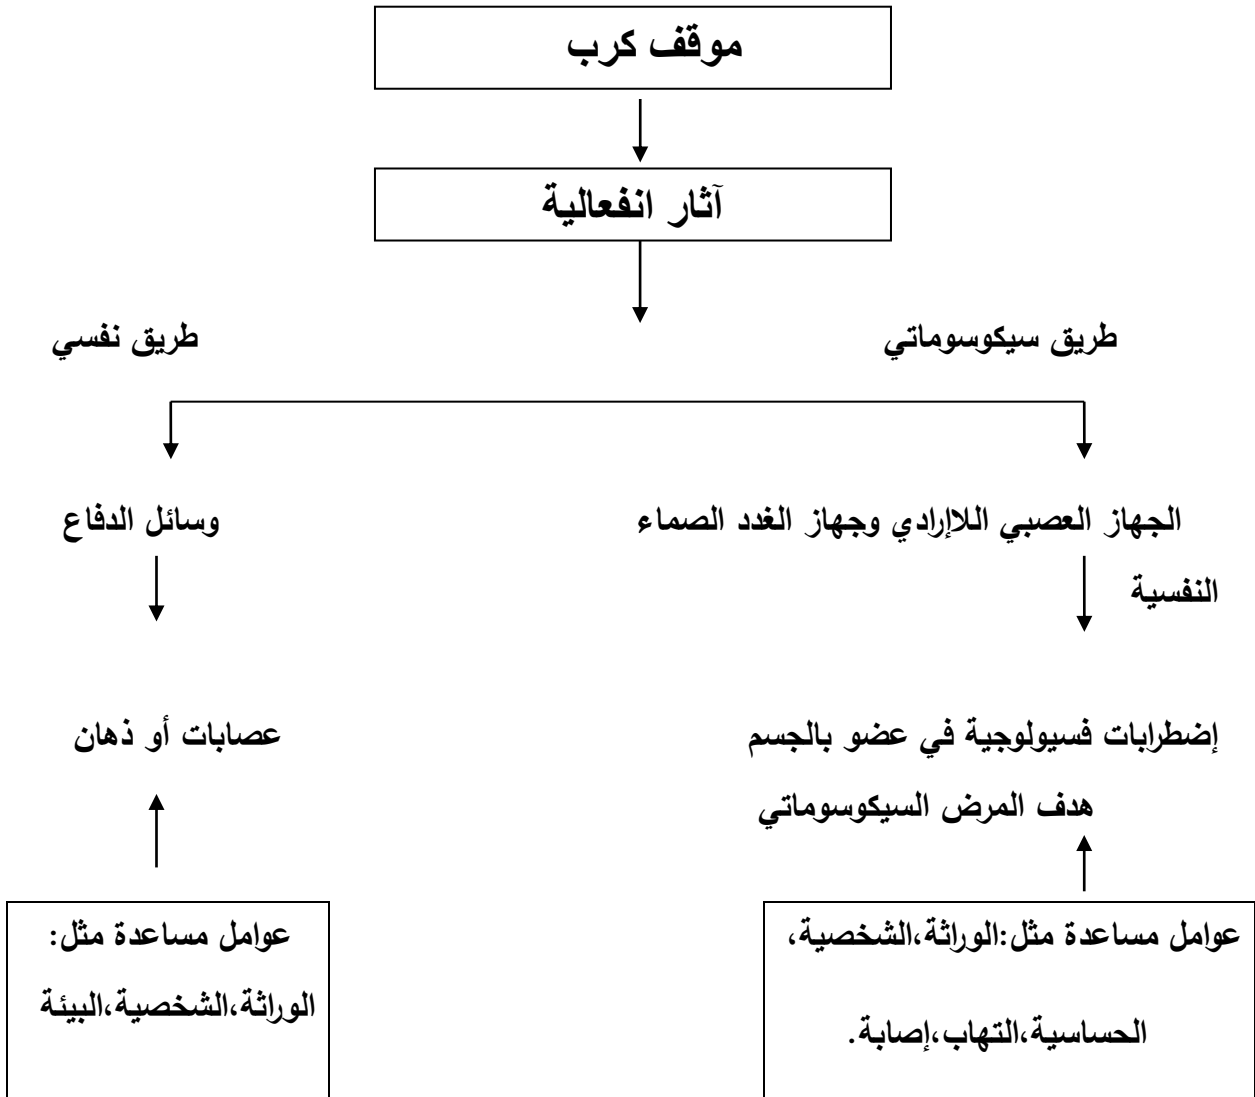 موقف كرب
آثار انفعالية
طريق سيكوسوماتي
طريق نفسي
الجهاز العصبي اللاإرادي وجهاز الغدد الصماء
وسائل الدفاع
النفسية
إضطرابات فسيولوجية في عضو بالجسم
عصابات أو ذهان
هدف المرض السيكوسوماتي
عوامل مساعدة مثل:الوراثة،الشخصية،
الحساسية،التهاب،إصابة.
عوامل مساعدة مثل:
الوراثة،الشخصية،البيئة